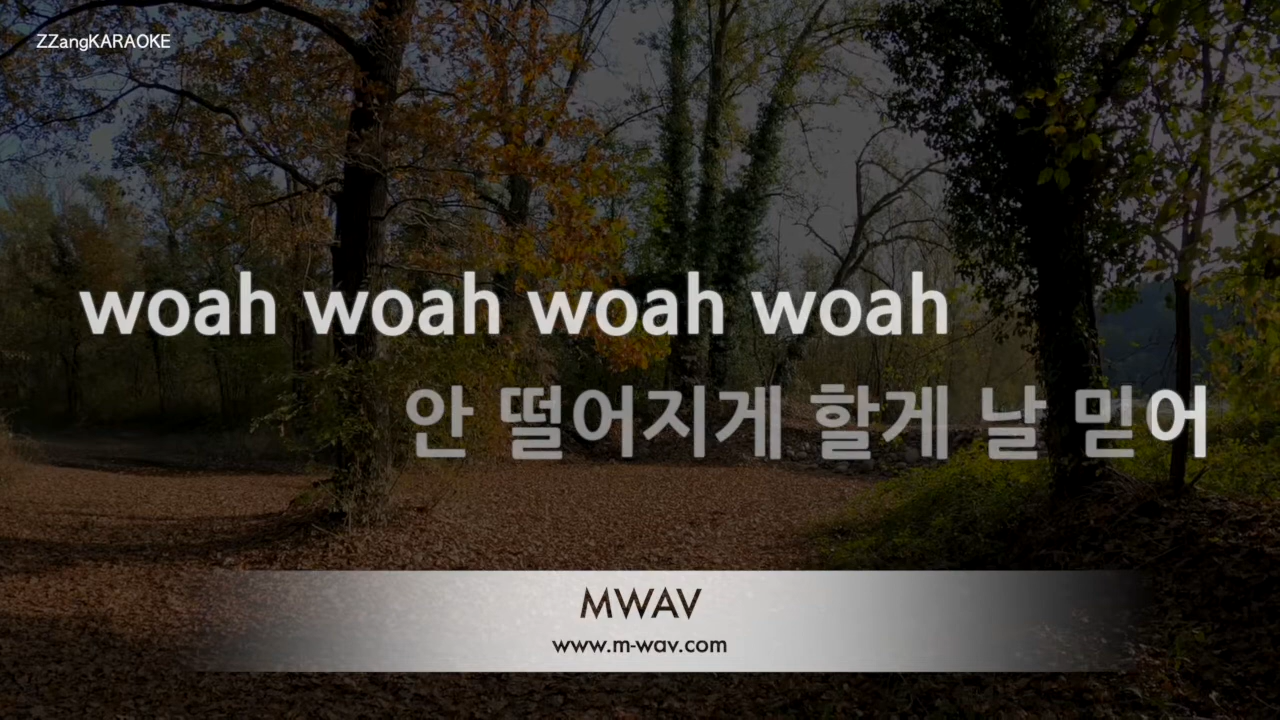 ZZangKARAOKE
woah woah woah woah
안 떨어지게 할게 날 믿어
MWAV
www.m-wav.com